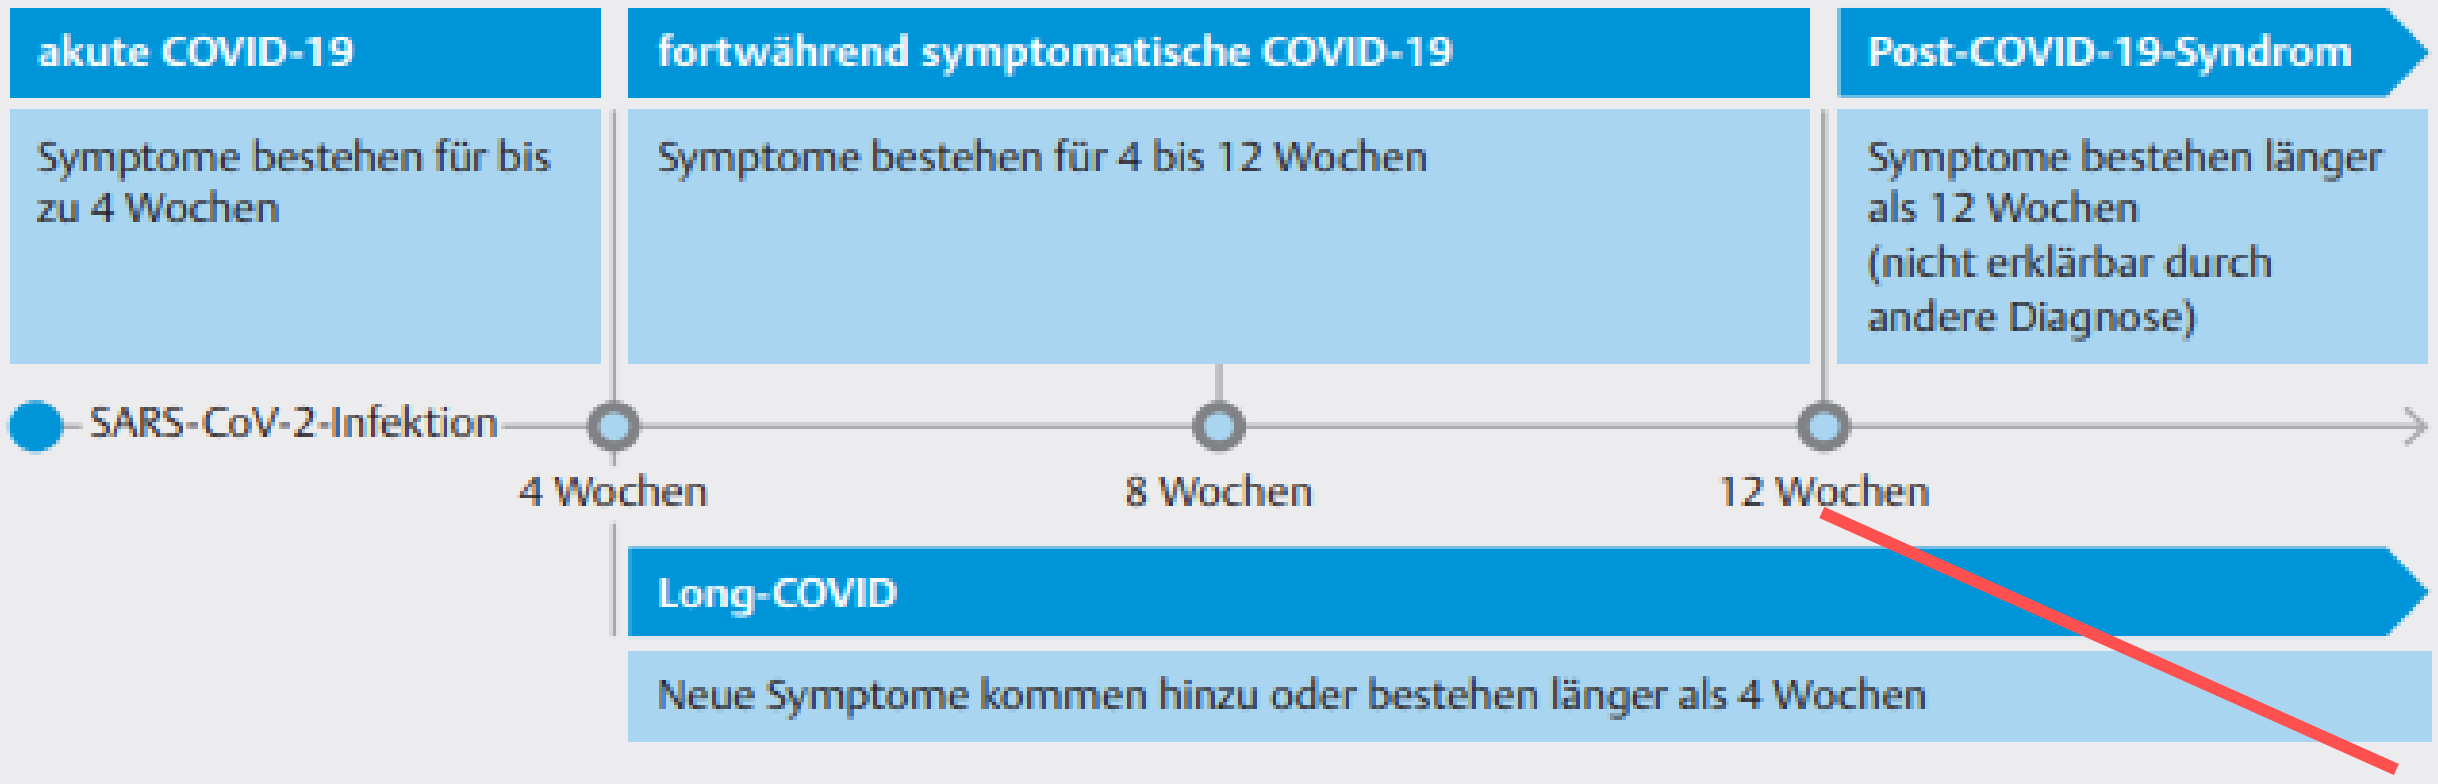 akute COVID-19
Symptome bestehen für bis
zu 4 Wochen
fortwährend symptomatische COVID-19
Symptome bestehen für 4 bis 12 Wochen
Post-COVID-19-Syndrom
Symptome bestehen länger
als 12 Wochen
(nicht erklärbar durch
andere Diagnose)
SARS-CoV-2-Infektion
4 Wochen
8 Wochen
12 Wochen
Long-COVID
Neue Symptome kommen hinzu oder bestehen länger als 4 Wochen